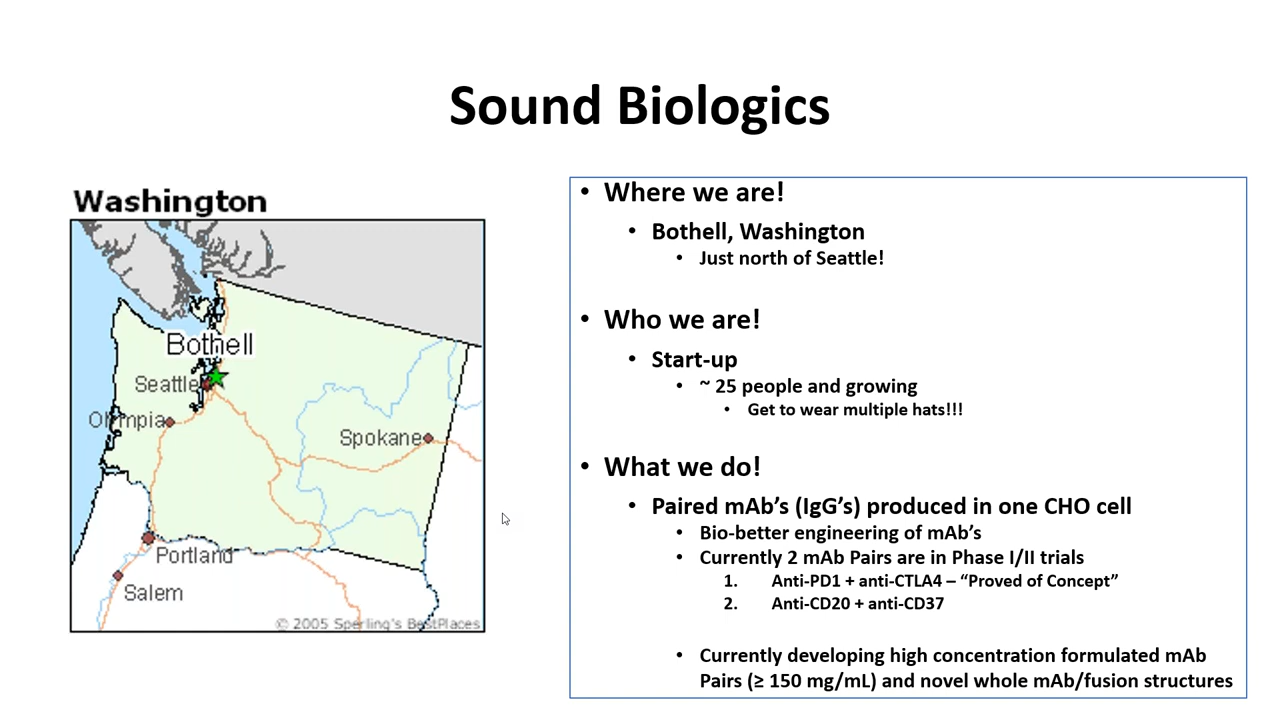 Sound Biologics
Washington
Bothell
Seattle
Olympia
Spokane
Portland
Salem
© 2005 Sperling's BestPlaces
• Where we are!
• Bothell, Washington
• Just north of Seattle!
• Who we are!
• Start-up
• ~ 25 people and growing
• Get to wear multiple hats!!!
• What we do!
• Paired mAb’s (IgG’s) produced in one CHO cell
• Bio-better engineering of mAb’s
• Currently 2 mAb Pairs are in Phase I/II trials
1. Anti-PD1 + anti-CTLA4 – “Proved of Concept”
2. Anti-CD20 + anti-CD37
• Currently developing high concentration formulated mAb
Pairs (≥ 150 mg/mL) and novel whole mAb/fusion structures